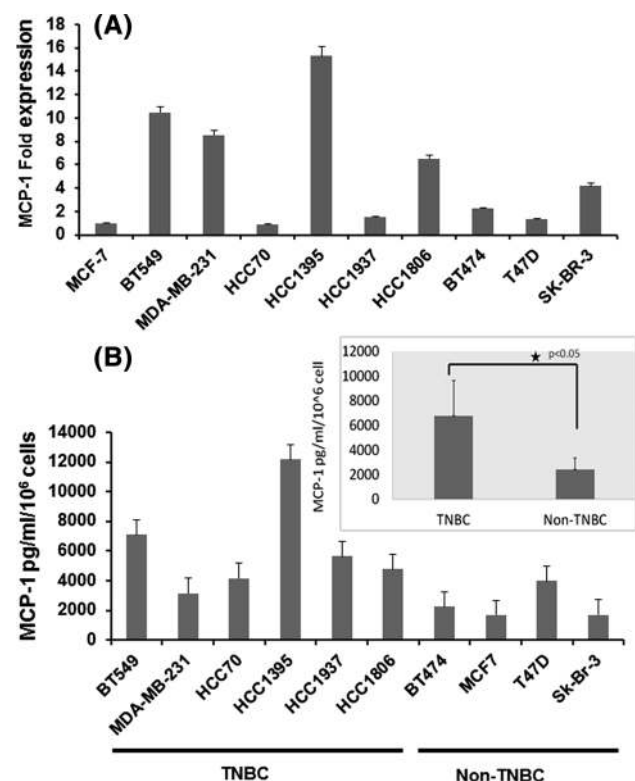 (A)
MCP-1 Fold expression
18
16
14
12
10
8
6
4
2
0
MCF-7
BT549
MDA-MB-231
HCC70
HCC1395
HCC1937
HCC1806
BT474
T47D
SK-BR-3
(B)
MCP-1 pg/ml/10⁶ cells
14000
12000
10000
8000
6000
4000
2000
0
BT549
MDA-MB-231
HCC70
HCC1395
HCC1937
HCC1806
BT474
MCF7
T47D
Sk-Br-3
TNBC
Non-TNBC
MCP-1 pg/ml/10^6 cell
12000
10000
8000
6000
4000
2000
0
★ p<0.05
TNBC
Non-TNBC